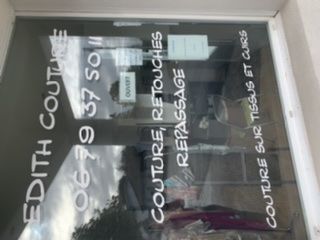 EDITH COUTURE
06 79 37 50 11
OUVERT
COUTURE, RETOUCHES
REPASSAGE
COUTURE SUR TISSUS ET CUIRS